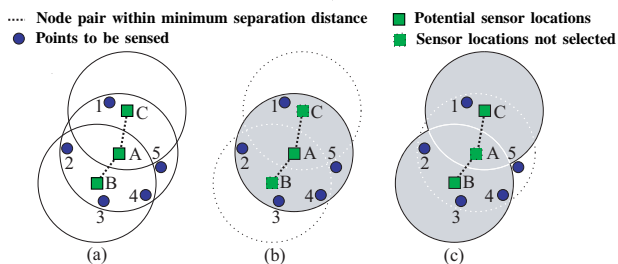 Node pair within minimum separation distance
Potential sensor locations
Points to be sensed
Sensor locations not selected
1
C
2
A
5
B
4
3
(a)
1
C
2
A
5
B
4
3
(b)
1
C
2
A
5
B
4
3
(c)